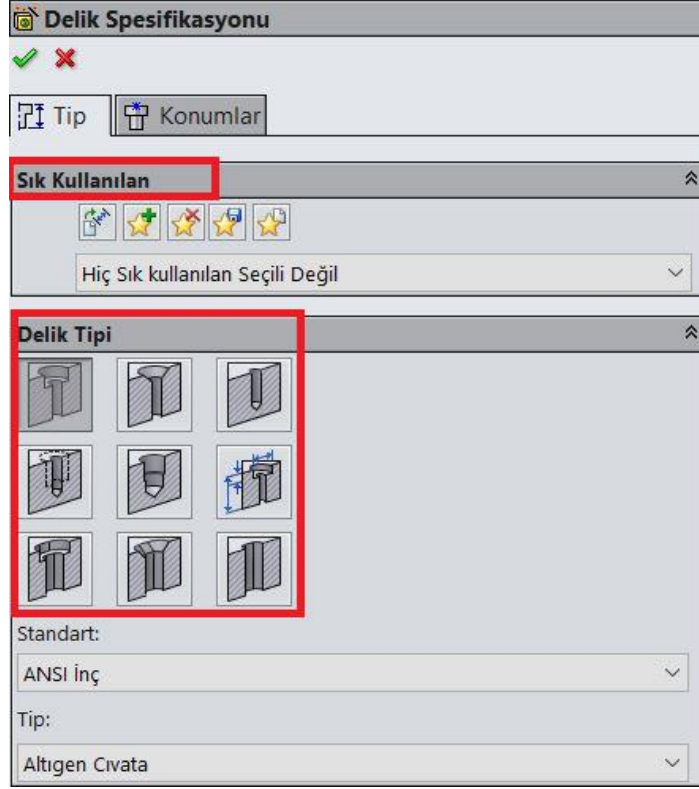 Delik Spesifikasyonu
Tip
Konumlar
Sık Kullanılan
Hiç Sık kullanılan Seçili Değil
Delik Tipi
Standart:
ANSI İnç
Tip:
Altıgen Cıvata